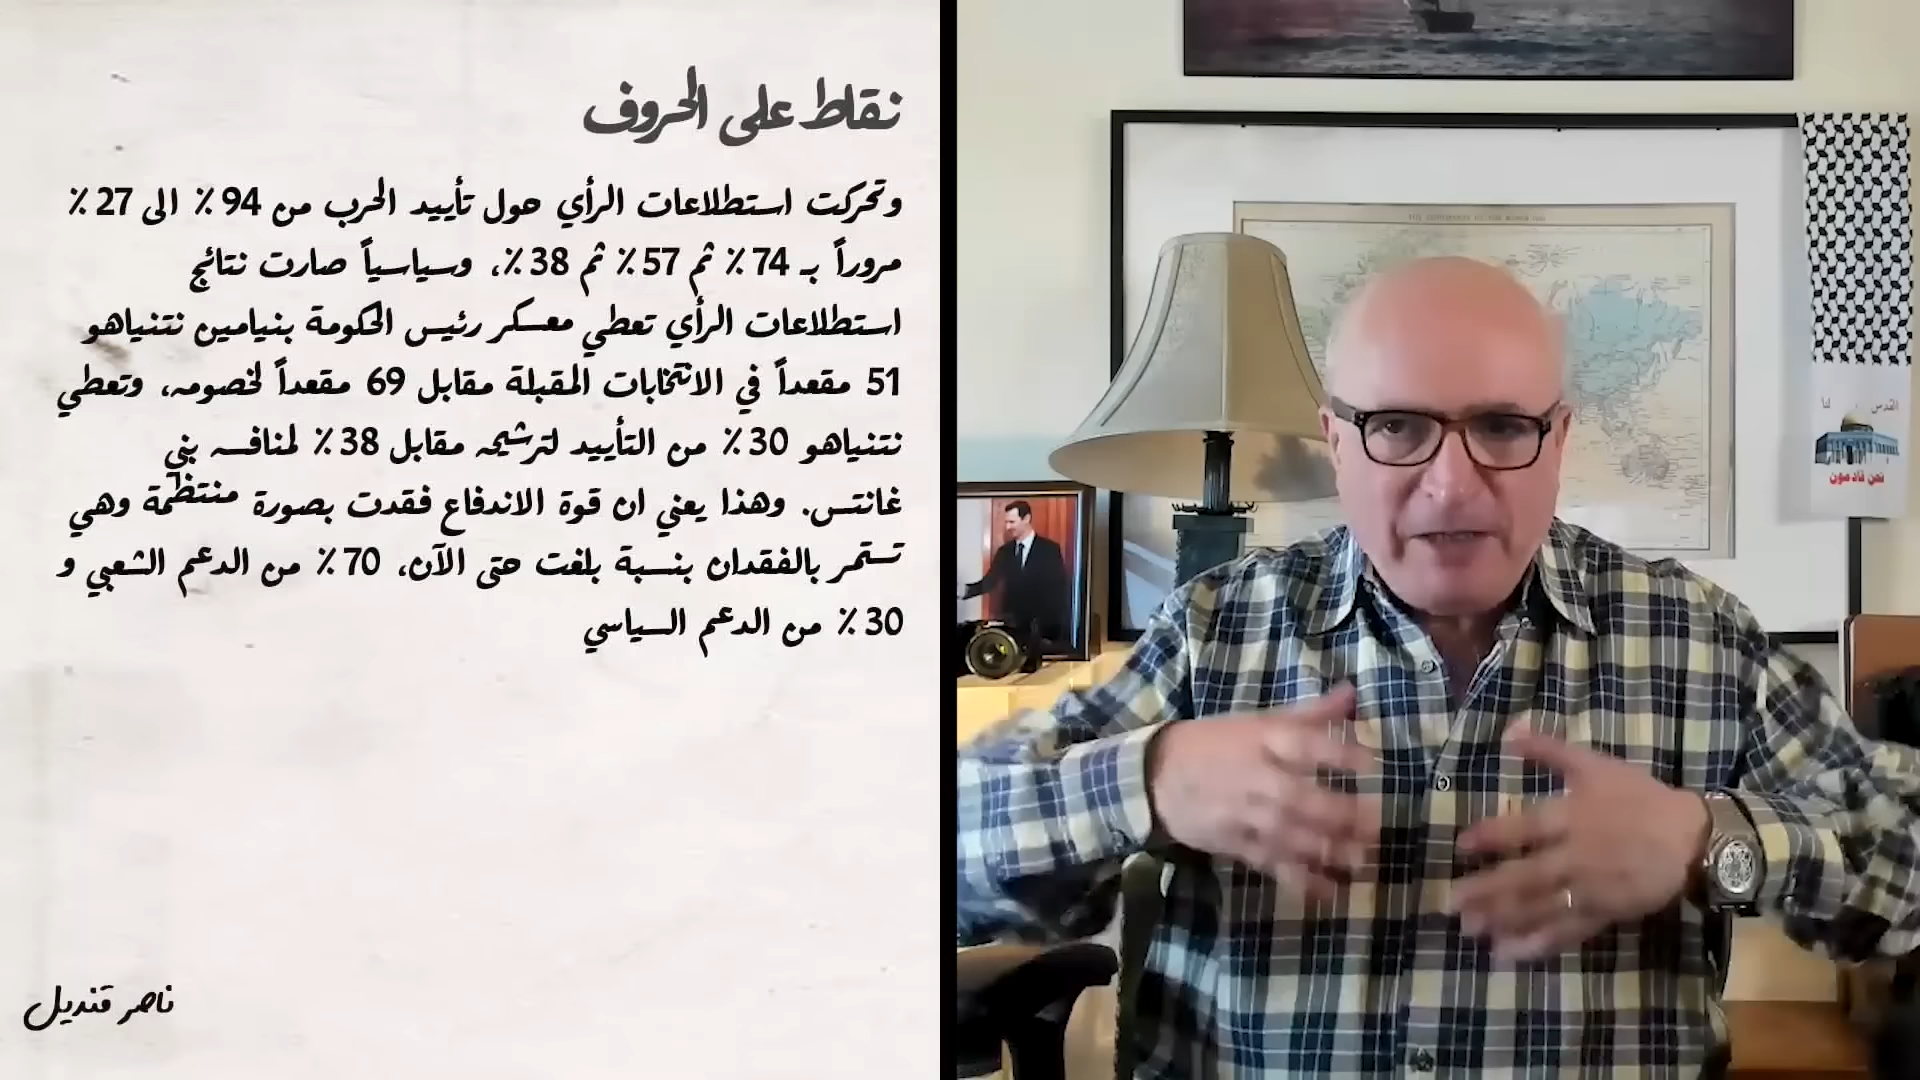 نقاط على الحروف
وتحركت استطلاعات الرأي حول تأييد الحرب من 94٪ الى 27٪
مروراً بـ 74٪ ثم 57٪ ثم 38٪، وسياسياً صارت نتائج
استطلاعات الرأي تعطي معسكر رئيس الحكومة بنيامين نتنياهو
51 مقعداً في الانتخابات المقبلة مقابل 69 مقعداً لخصومه، وتعطي
نتنياهو 30٪ من التأييد لترشيحه مقابل 38٪ لمنافسه بني
غانتس. وهذا يعني ان قوة الاندفاع فقدت بصورة منتظمة وهي
تستمر بالفقدان بنسبة بلغت حتى الآن، 70٪ من الدعم الشعبي و
30٪ من الدعم السياسي
ناصر قنديل
القدس لنا
نحن قادمون